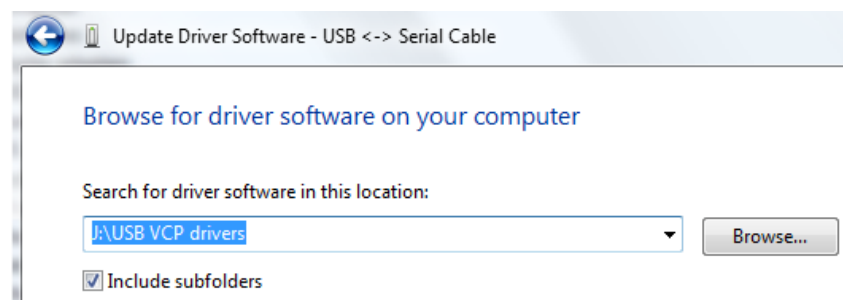 Update Driver Software - USB <-> Serial Cable
Browse for driver software on your computer
Search for driver software in this location:
J:\USB VCP drivers
Browse...
Include subfolders